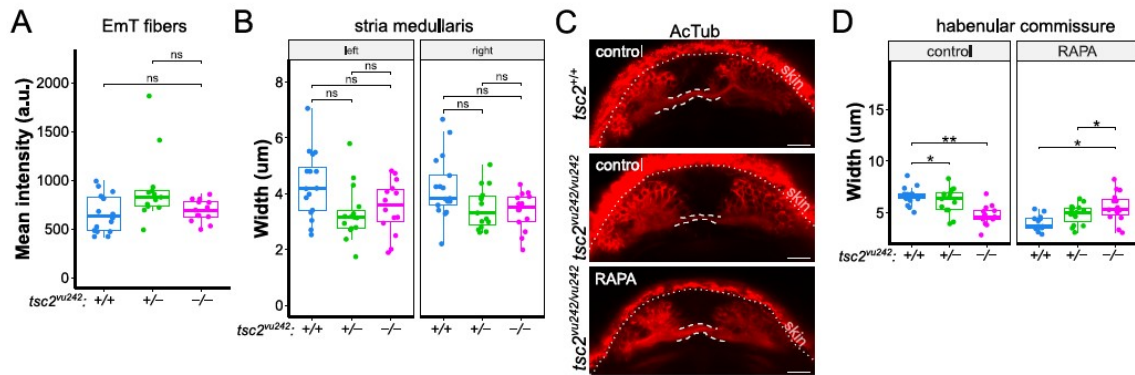 A
EmT fibers
Mean intensity (a.u.)
2000
1500
1000
500
0
ns
ns
tsc2vu242:
+/+
+/−
−/−
B
stria medullaris
left
right
Width (um)
8
6
4
2
0
ns
ns
ns
ns
ns
ns
tsc2vu242:
+/+
+/−
−/−
+/+
+/−
−/−
C
AcTub
tsc2+/+
control
skin
tsc2vu242/vu242
control
skin
tsc2vu242/vu242
RAPA
skin
D
habenular commissure
control
RAPA
Width (um)
15
10
5
**
*
*
*
tsc2vu242:
+/+
+/−
−/−
+/+
+/−
−/−